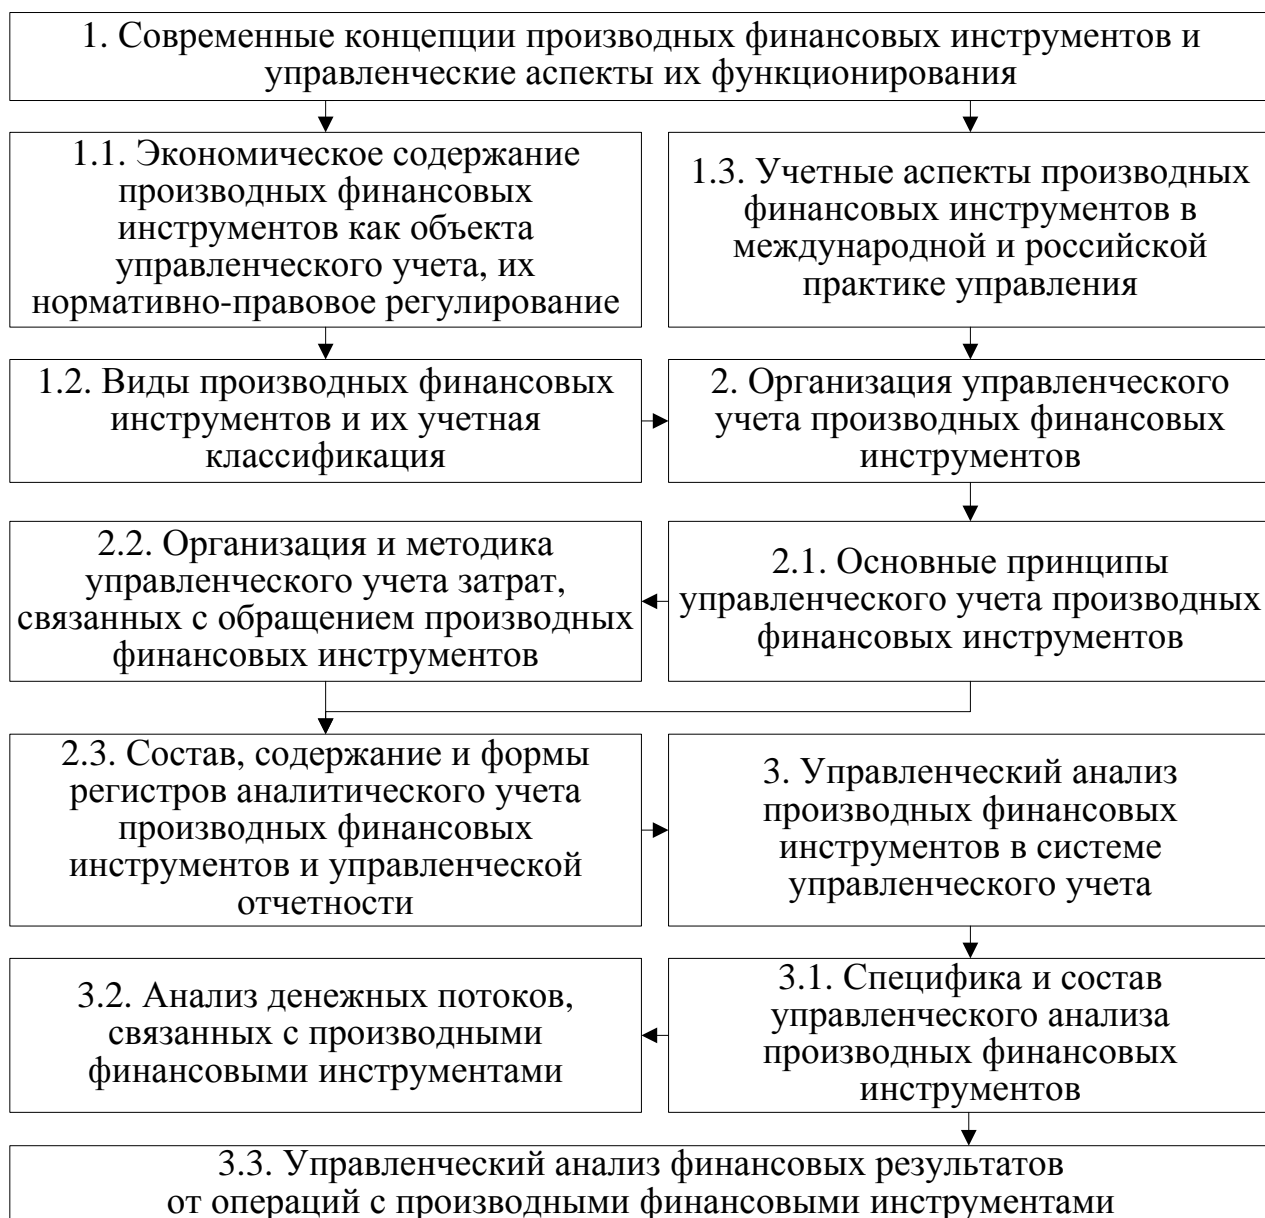 1. Современные концепции производных финансовых инструментов и
управленческие аспекты их функционирования
1.1. Экономическое содержание
производных финансовых
инструментов как объекта
управленческого учета, их
нормативно-правовое регулирование
1.3. Учетные аспекты производных
финансовых инструментов в
международной и российской
практике управления
1.2. Виды производных финансовых
инструментов и их учетная
классификация
2. Организация управленческого
учета производных финансовых
инструментов
2.2. Организация и методика
управленческого учета затрат,
связанных с обращением производных
финансовых инструментов
2.1. Основные принципы
управленческого учета производных
финансовых инструментов
2.3. Состав, содержание и формы
регистров аналитического учета
производных финансовых
инструментов и управленческой
отчетности
3. Управленческий анализ
производных финансовых
инструментов в системе
управленческого учета
3.2. Анализ денежных потоков,
связанных с производными
финансовыми инструментами
3.1. Специфика и состав
управленческого анализа
производных финансовых
инструментов
3.3. Управленческий анализ финансовых результатов
от операций с производными финансовыми инструментами